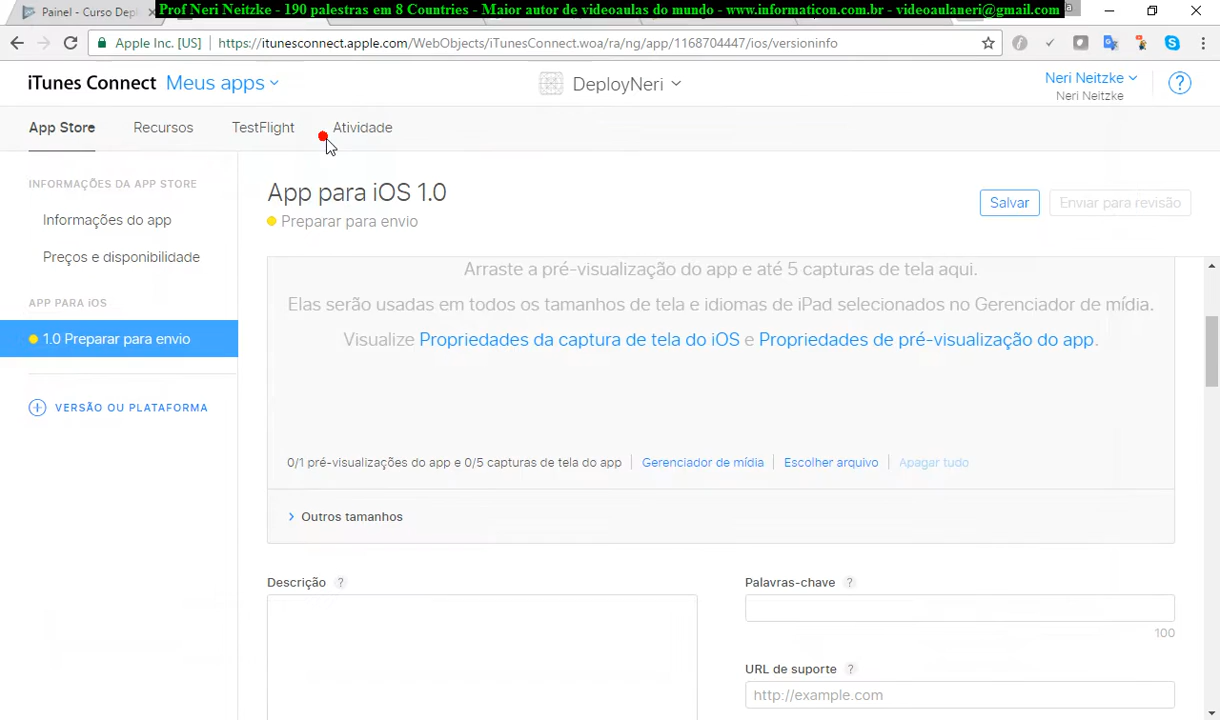 Painel - Curso Depl
Prof Neri Neitzke - 190 palestras em 8 Countries - Maior autor de videoaulas do mundo - www.informaticon.com.br - videoaulaneri@gmail.com
Apple Inc. [US] https://itunesconnect.apple.com/WebObjects/iTunesConnect.woa/ra/ng/app/1168704447/ios/versioninfo
iTunes Connect Meus apps
DeployNeri
Neri Neitzke
Neri Neitzke
?
App Store Recursos TestFlight Atividade
INFORMAÇÕES DA APP STORE
Informações do app
Preços e disponibilidade
APP PARA iOS
1.0 Preparar para envio
VERSÃO OU PLATAFORMA
App para iOS 1.0
Preparar para envio
Salvar
Enviar para revisão
Arraste a pré-visualização do app e até 5 capturas de tela aqui.
Elas serão usadas em todos os tamanhos de tela e idiomas de iPad selecionados no Gerenciador de mídia.
Visualize Propriedades da captura de tela do iOS e Propriedades de pré-visualização do app.
0/1 pré-visualizações do app e 0/5 capturas de tela do app Gerenciador de mídia Escolher arquivo Apagar tudo
Outros tamanhos
Descrição ?
Palavras-chave ?
100
URL de suporte ?
http://example.com